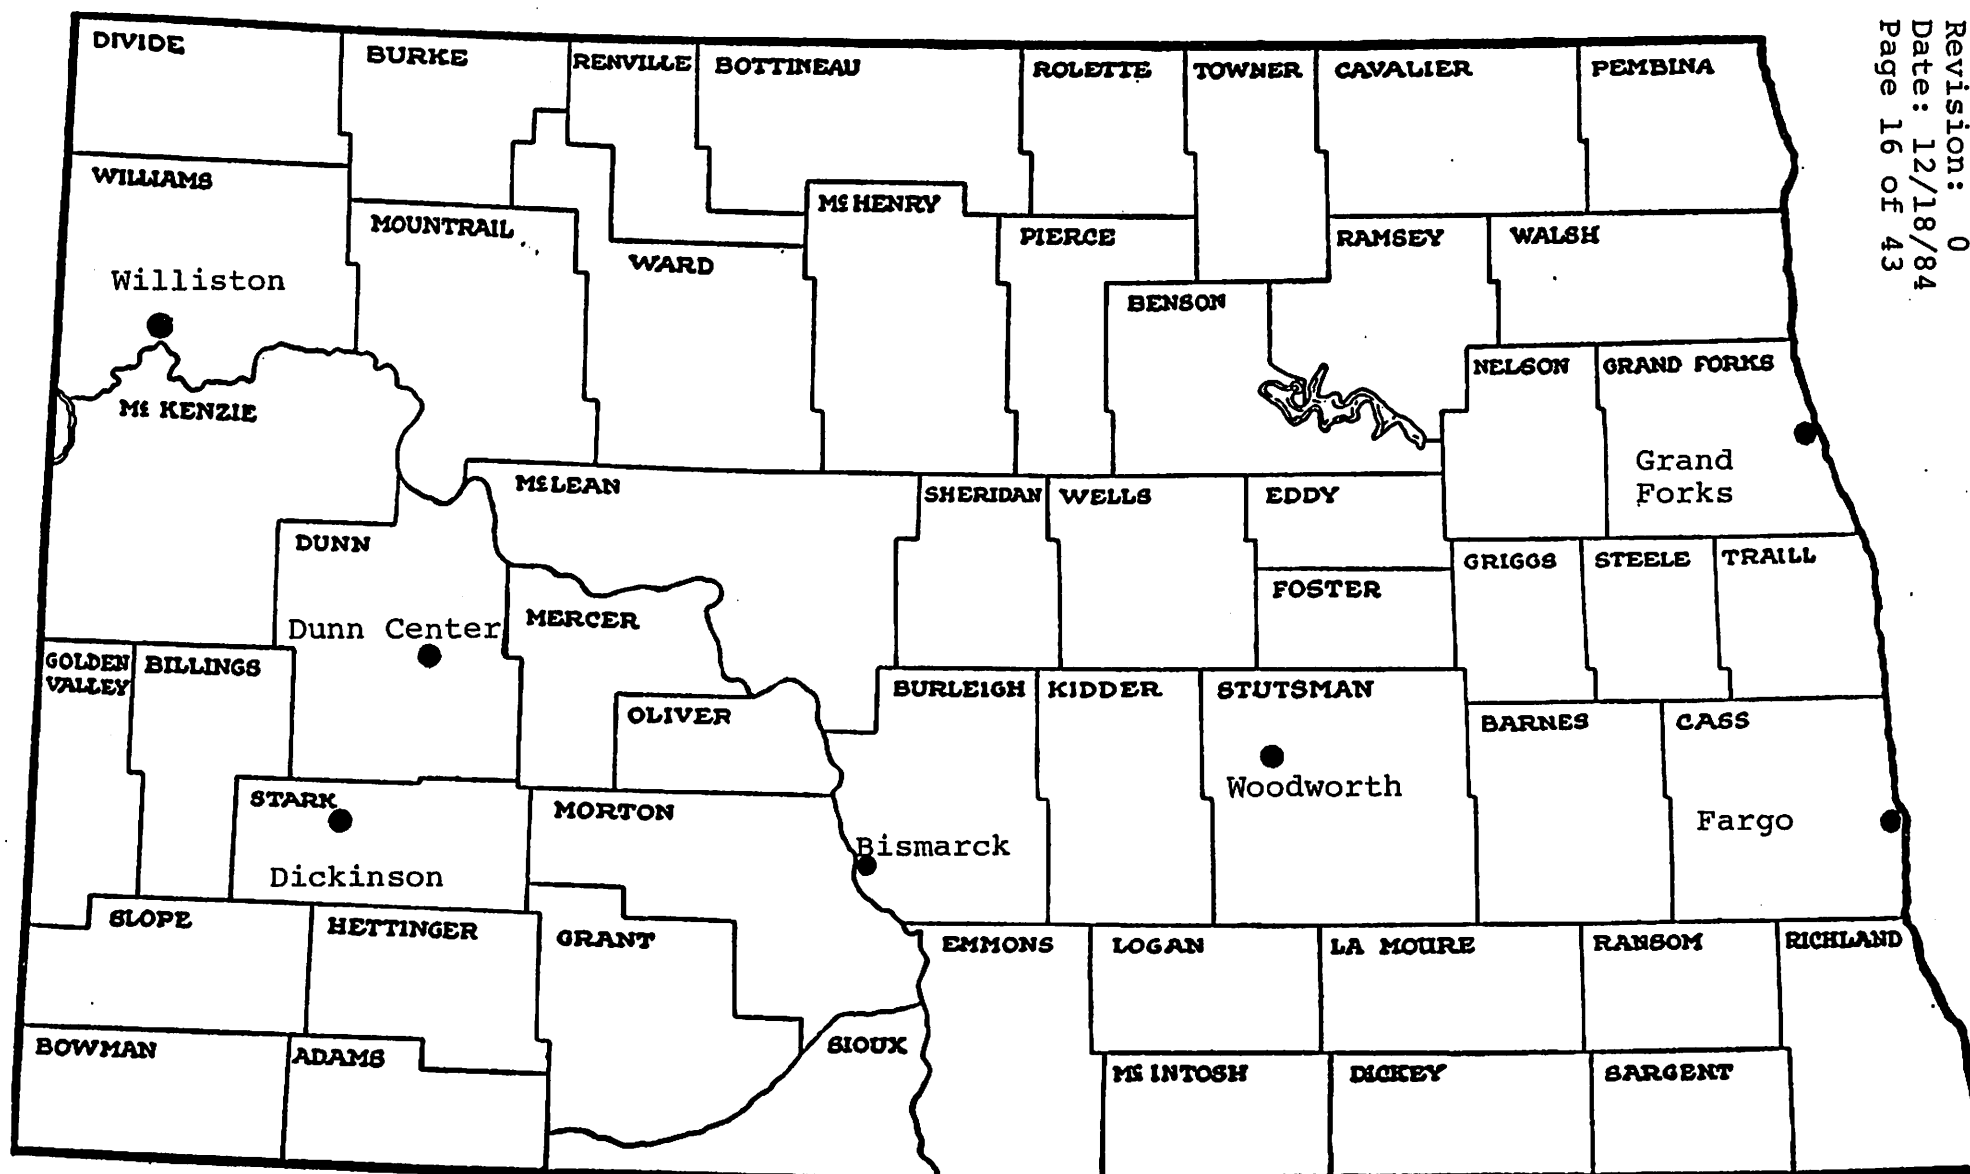 Revision: 0
Date: 12/18/84
Page 16 of 43
DIVIDE
BURKE
RENVILLE
BOTTINEAU
ROLETTE
TOWNER
CAVALIER
PEMBINA
WILLIAMS
MOUNTRAIL
WARD
McHENRY
PIERCE
BENSON
RAMSEY
WALSH
Williston
McKENZIE
NELSON
GRAND FORKS
Grand
Forks
McLEAN
SHERIDAN
WELLS
EDDY
DUNN
FOSTER
GRIGGS
STEELE
TRAILL
Dunn Center
MERCER
GOLDEN
VALLEY
BILLINGS
OLIVER
BURLEIGH
KIDDER
STUTSMAN
BARNES
CASS
Woodworth
STARK
MORTON
Fargo
Bismarck
Dickinson
SLOPE
HETTINGER
GRANT
EMMONS
LOGAN
LA MOURE
RANSOM
RICHLAND
BOWMAN
ADAMS
SIOUX
McINTOSH
DICKEY
SARGENT